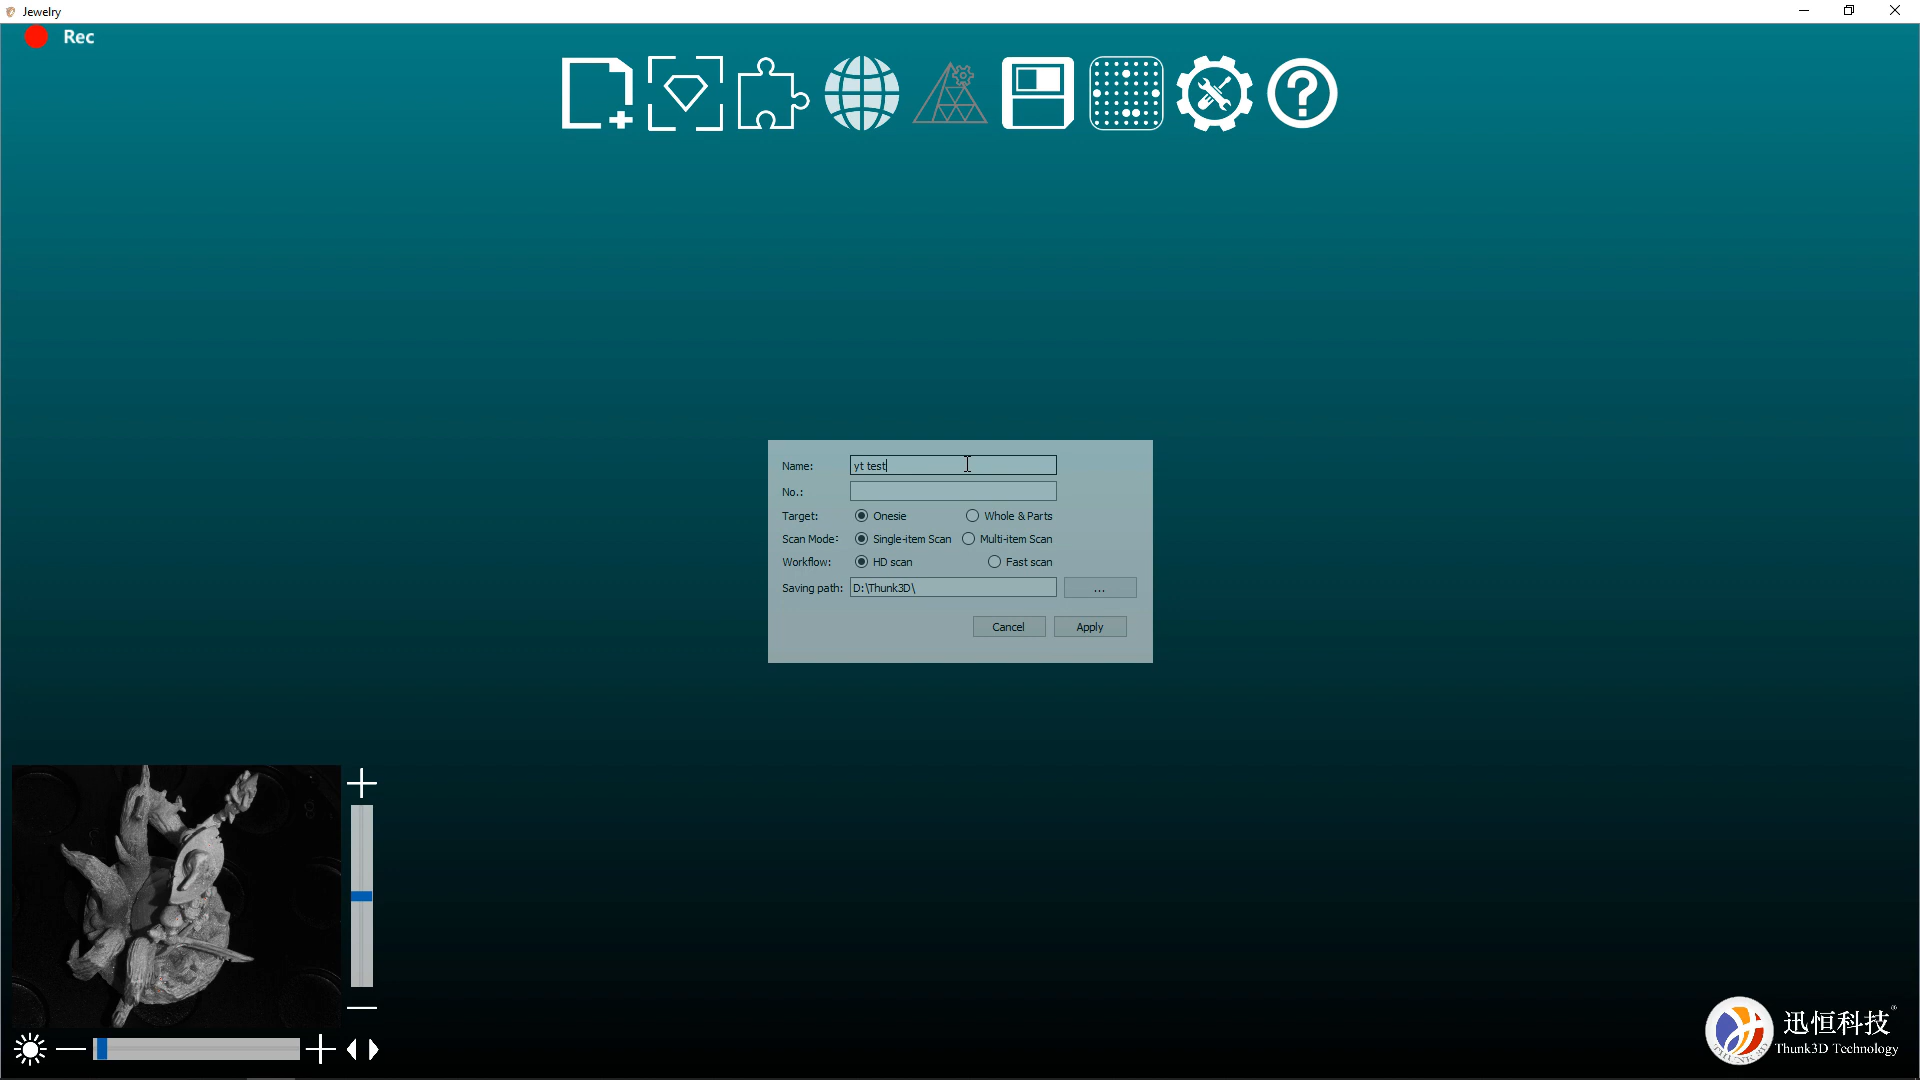 Jewelry
Rec
Name: yt test
No.:
Target: Onesie Whole & Parts
Scan Mode: Single-item Scan Multi-item Scan
Workflow: HD scan Fast scan
Saving path: D:\Thunk3D\ ...
Cancel Apply
迅恒科技®
Thunk3D Technology